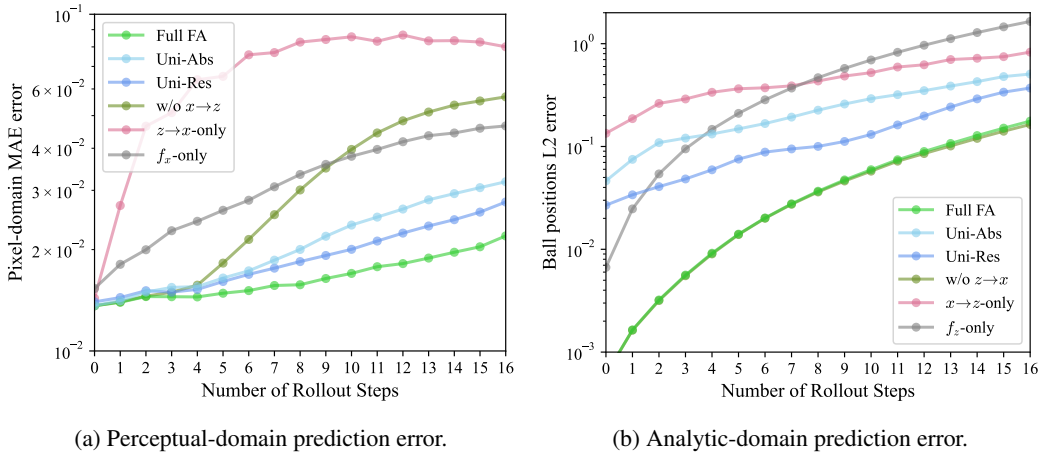 10⁻¹
6 × 10⁻²
4 × 10⁻²
3 × 10⁻²
2 × 10⁻²
10⁻²
Pixel-domain MAE error
Full FA
Uni-Abs
Uni-Res
w/o x→z
z→x-only
fₓ-only
0 1 2 3 4 5 6 7 8 9 10 11 12 13 14 15 16
Number of Rollout Steps
(a) Perceptual-domain prediction error.
10⁰
10⁻¹
10⁻²
10⁻³
Ball positions L2 error
Full FA
Uni-Abs
Uni-Res
w/o z→x
x→z-only
f_z-only
0 1 2 3 4 5 6 7 8 9 10 11 12 13 14 15 16
Number of Rollout Steps
(b) Analytic-domain prediction error.